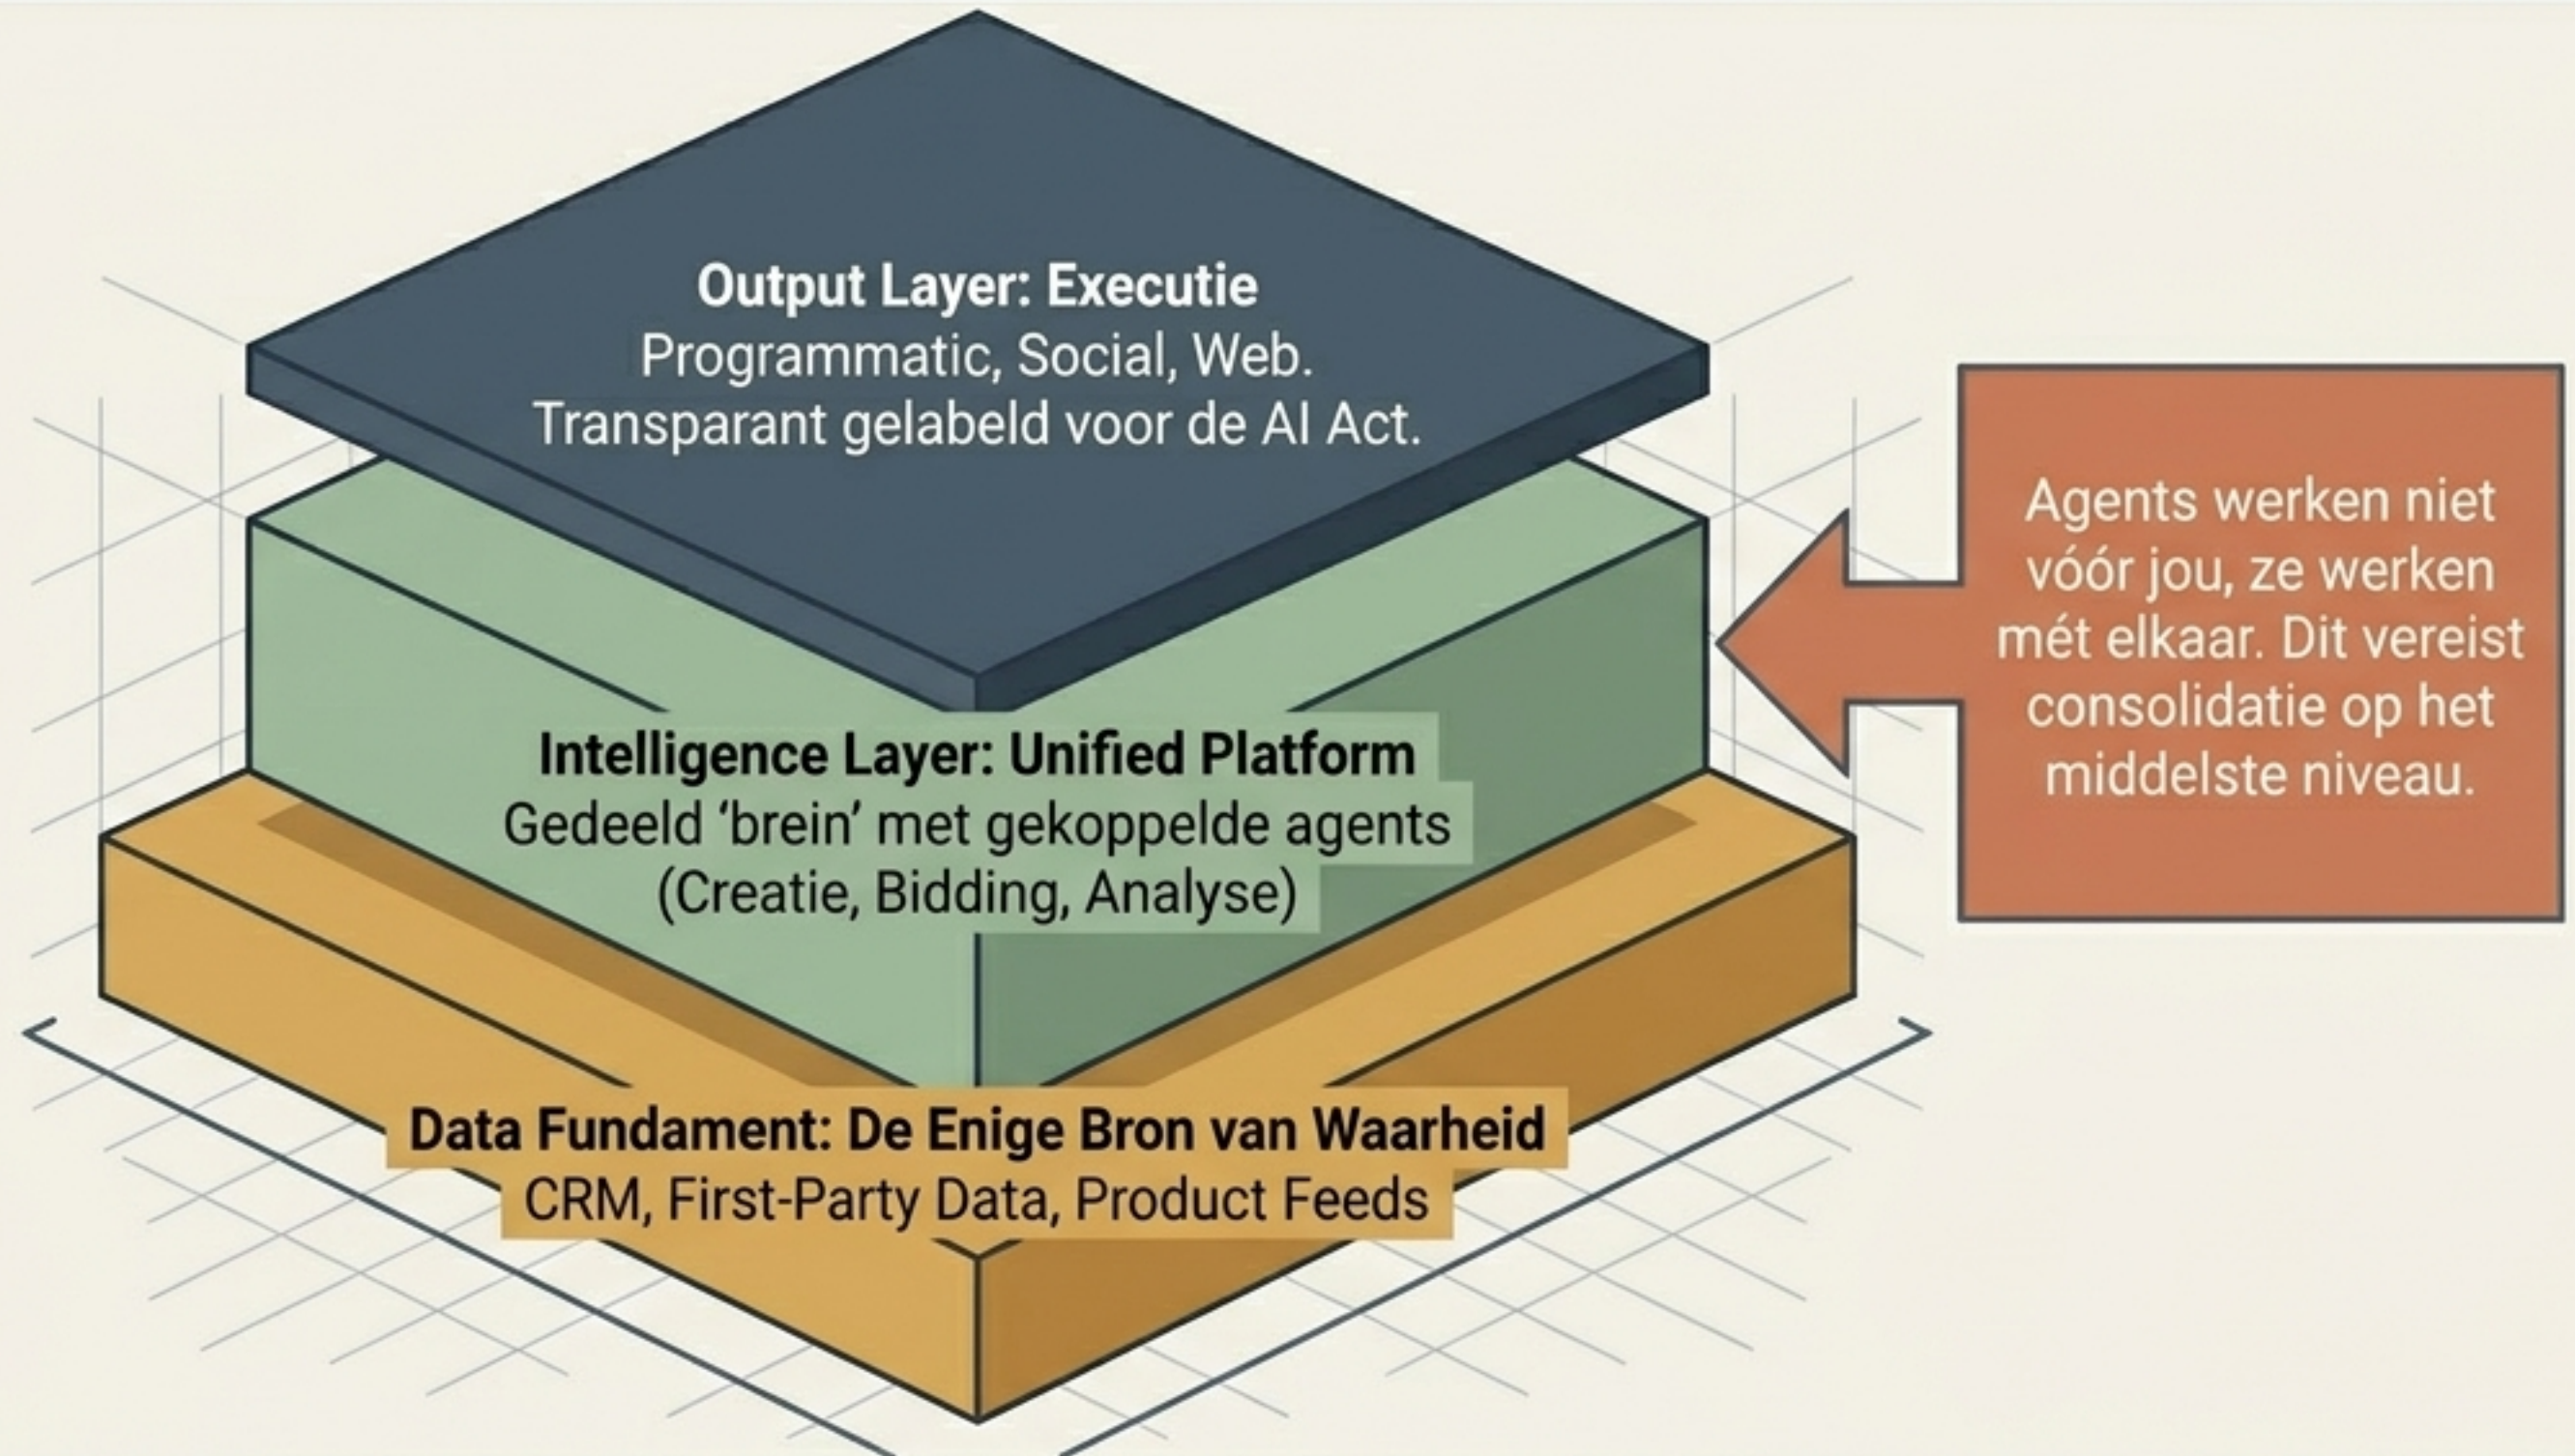 Output Layer: Executie
Programmatic, Social, Web.
Transparant gelabeld voor de AI Act.
Intelligence Layer: Unified Platform
Gedeeld ‘brein’ met gekoppelde agents
(Creatie, Bidding, Analyse)
Data Fundament: De Enige Bron van Waarheid
CRM, First-Party Data, Product Feeds
Agents werken niet
vóór jou, ze werken
mét elkaar. Dit vereist
consolidatie op het
middelste niveau.